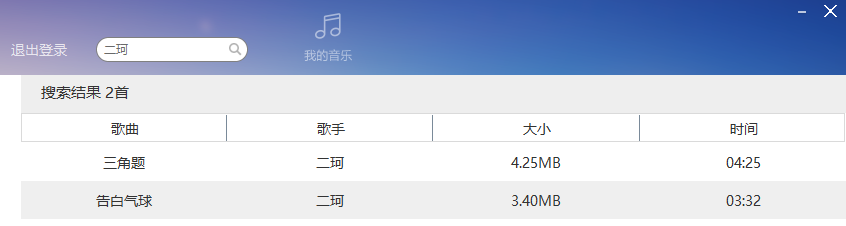 退出登录 二珂 我的音乐
搜索结果 2首
歌曲 歌手 大小 时间
三角题 二珂 4.25MB 04:25
告白气球 二珂 3.40MB 03:32